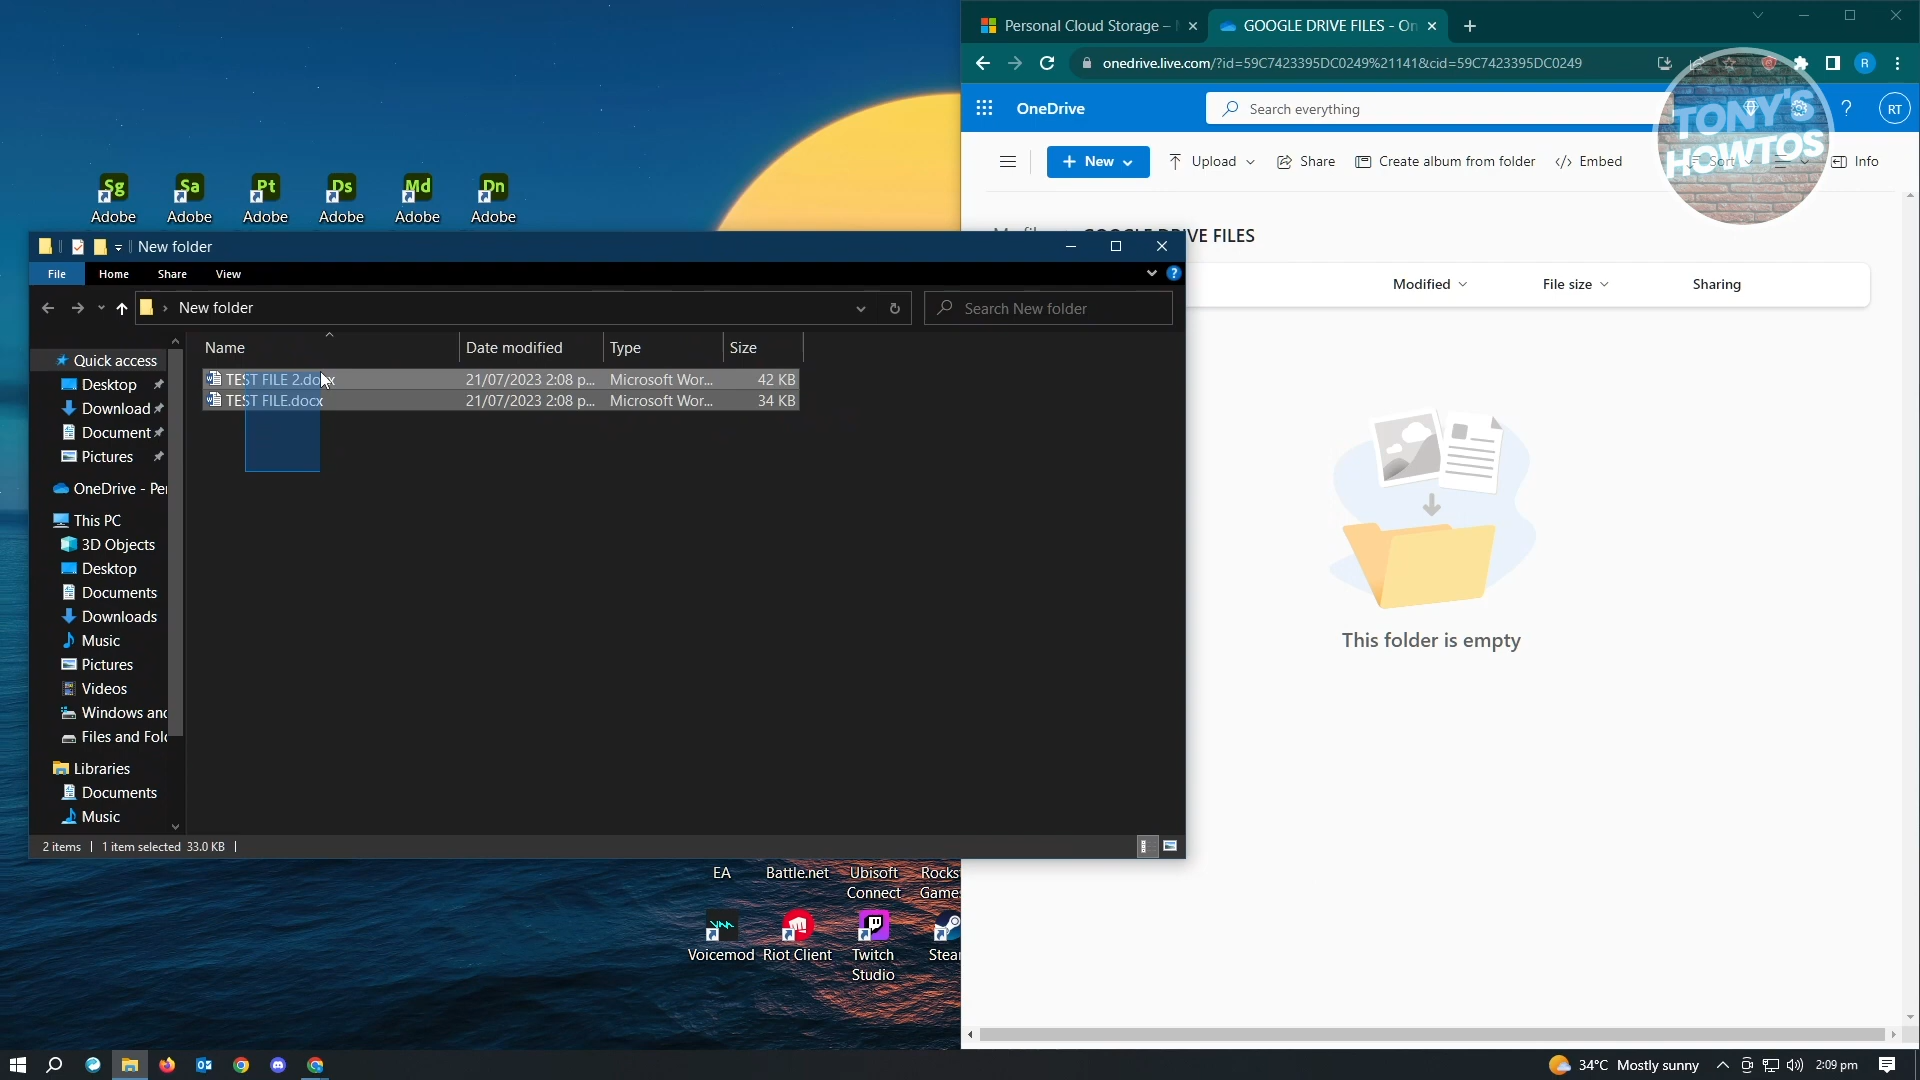 Personal Cloud Storage –
GOOGLE DRIVE FILES - On
onedrive.live.com/?id=59C7423395DC0249%21141&cid=59C7423395DC0249
R
OneDrive
Search everything
?
RT
TONY'S
HOWTOS
New
Upload
Share
Create album from folder
Embed
Sort
Info
GOOGLE DRIVE FILES
Modified
File size
Sharing
This folder is empty
Sg
Sa
Pt
Ds
Md
Dn
Adobe
Adobe
Adobe
Adobe
Adobe
Adobe
New folder
File
Home
Share
View
New folder
Search New folder
Name
Date modified
Type
Size
TEST FILE 2.docx
21/07/2023 2:08 p...
Microsoft Wor...
42 KB
TEST FILE.docx
21/07/2023 2:08 p...
Microsoft Wor...
34 KB
Quick access
Desktop
Download
Document
Pictures
OneDrive - Per
This PC
3D Objects
Desktop
Documents
Downloads
Music
Pictures
Videos
Windows and
Files and Fol
Libraries
Documents
Music
2 items
1 item selected 33.0 KB
EA
Battle.net
Ubisoft
Connect
Rocks
Games
Voicemod
Riot Client
Twitch
Studio
Stea
34°C Mostly sunny
2:09 pm